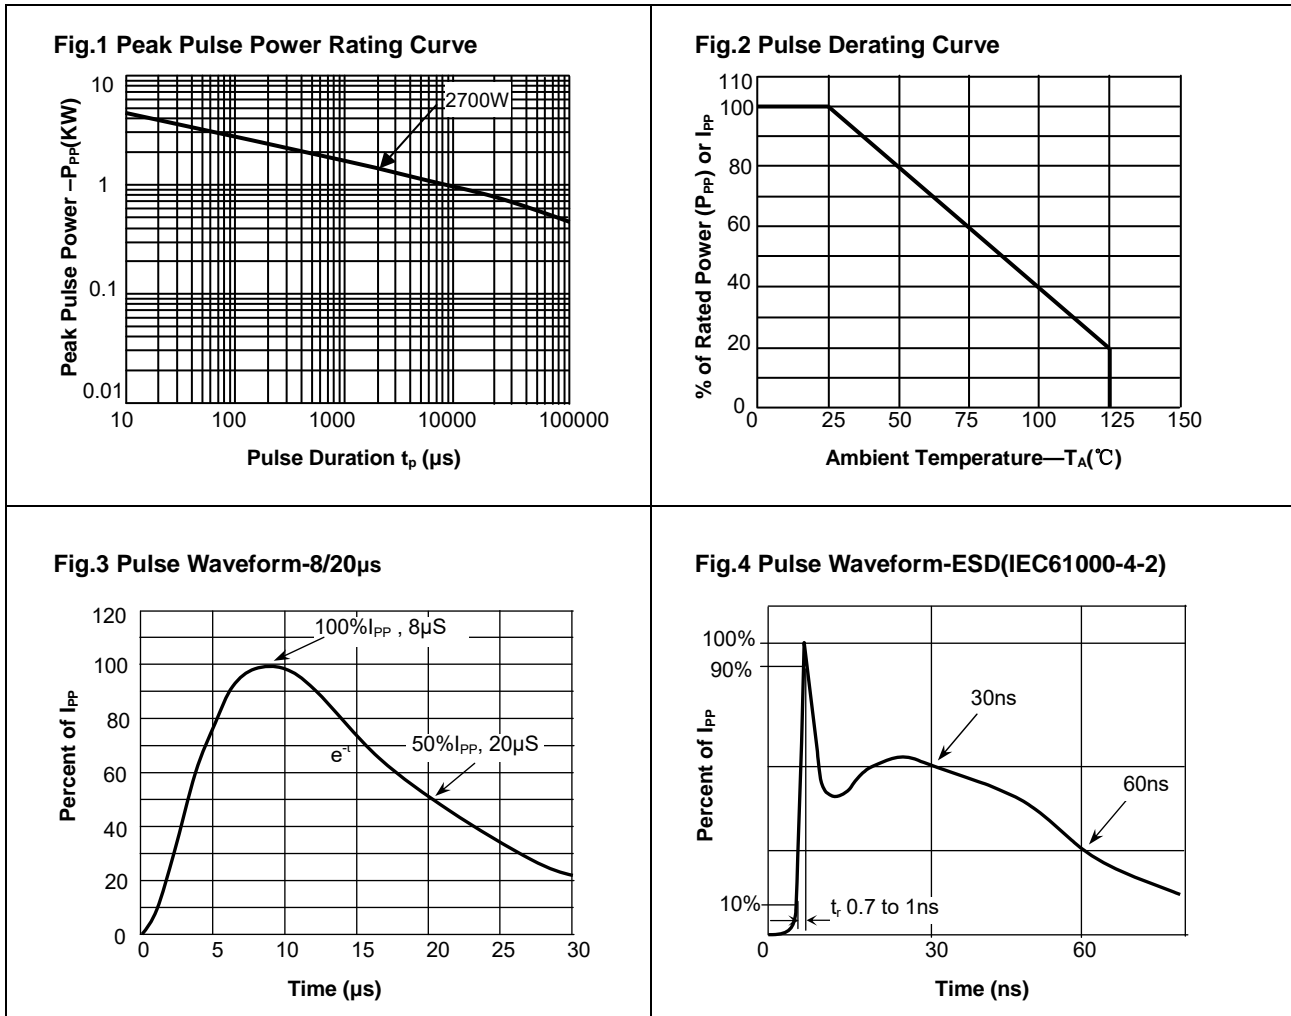 Fig.1 Peak Pulse Power Rating Curve
Peak Pulse Power –PPP(KW)
10
1
0.1
0.01
2700W
10 100 1000 10000 100000
Pulse Duration tp (µs)
Fig.2 Pulse Derating Curve
% of Rated Power (PPP) or IPP
110
100
80
60
40
20
0
0 25 50 75 100 125 150
Ambient Temperature—TA(℃)
Fig.3 Pulse Waveform-8/20µs
Percent of IPP
120
100
80
60
40
20
0
100%IPP , 8µS
e-t
50%IPP, 20µS
0 5 10 15 20 25 30
Time (µs)
Fig.4 Pulse Waveform-ESD(IEC61000-4-2)
Percent of IPP
100%
90%
10%
30ns
60ns
tr 0.7 to 1ns
0 30 60
Time (ns)